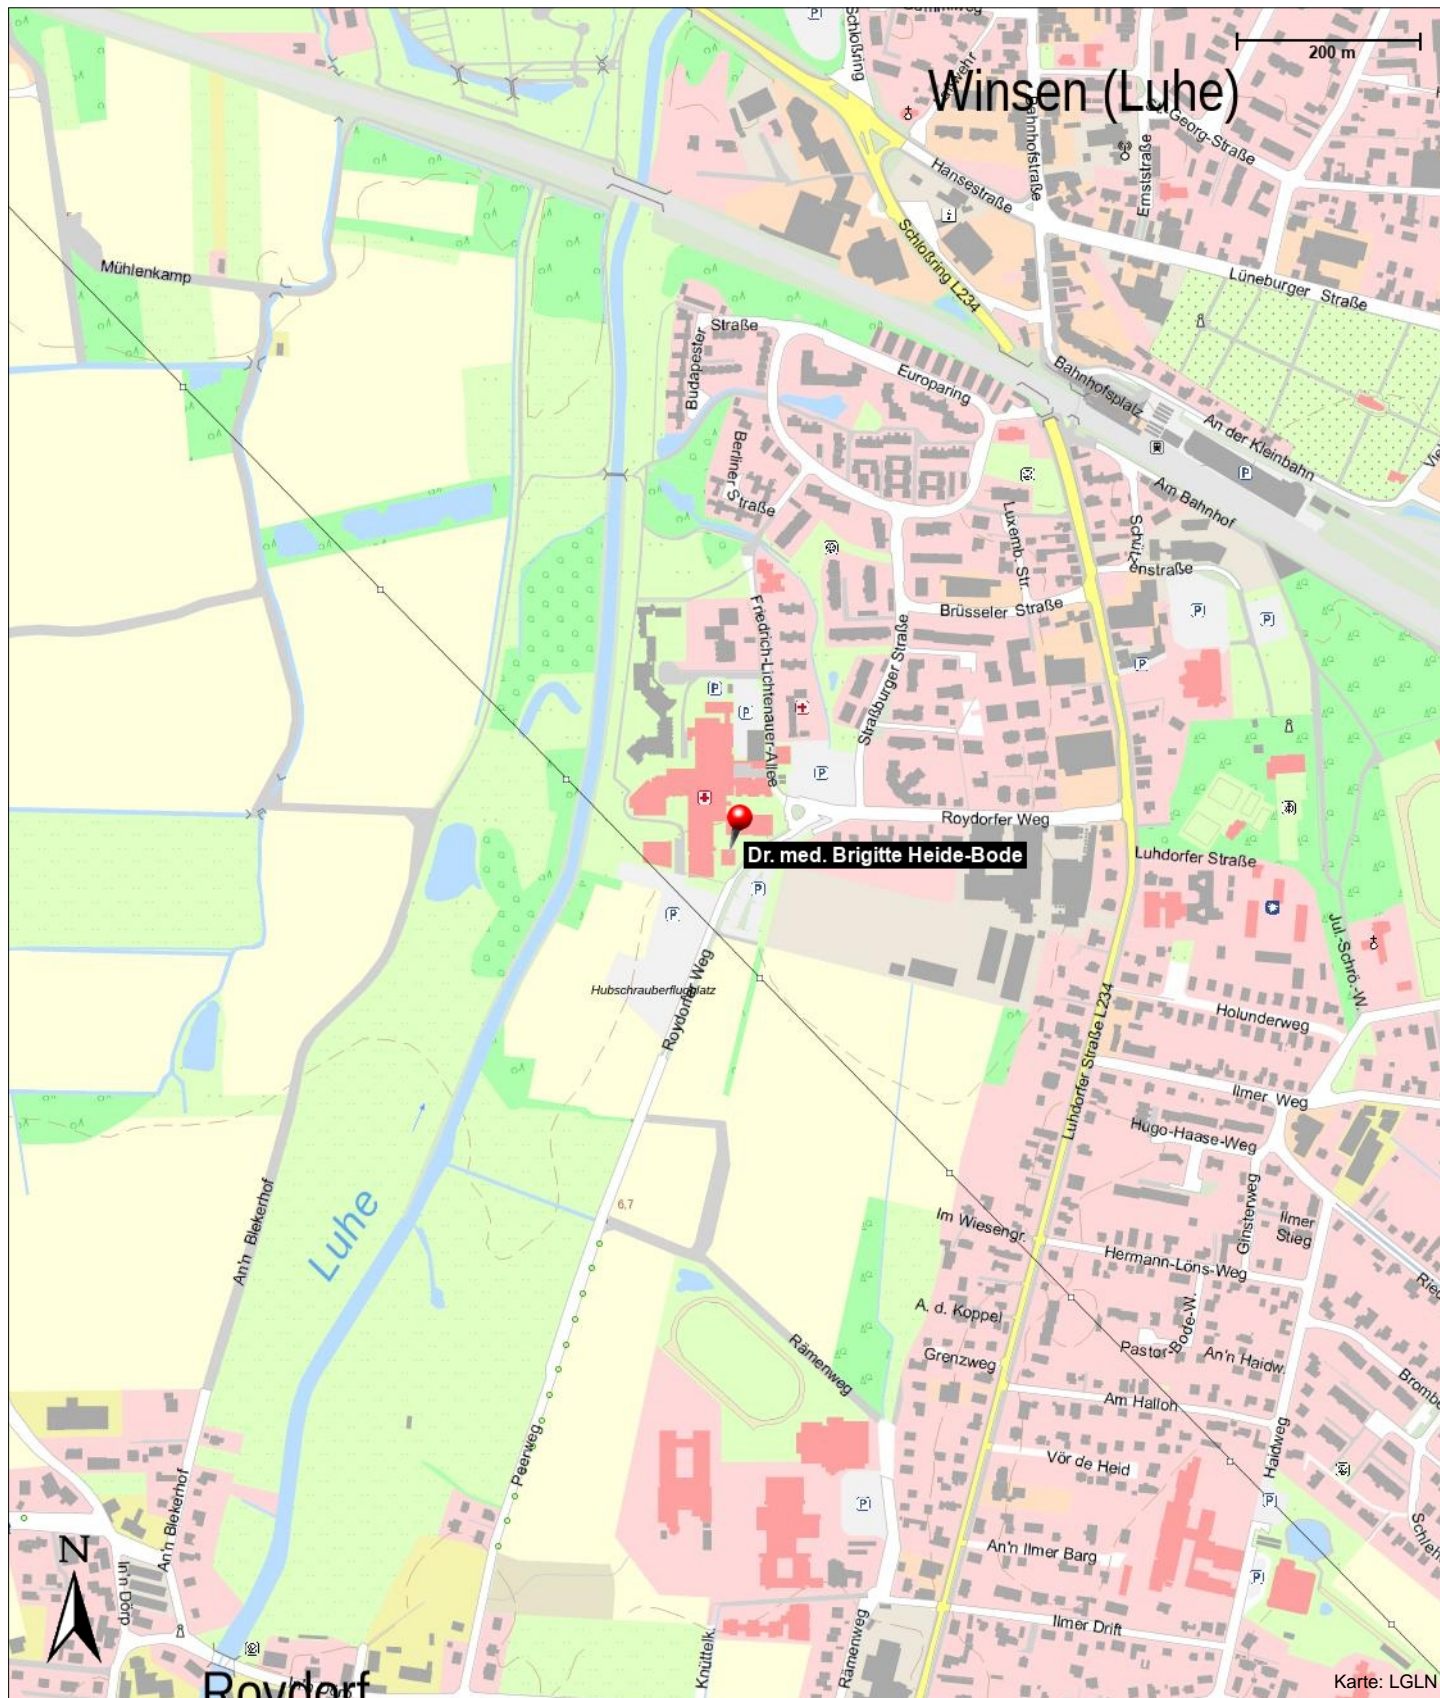 Schloßring
200 m
Winsen (Luhe)
Bahnhofstraße
St. Georg-Straße
Ernststraße
Hansestraße
Schloßring L234
Mühlenkamp
Lüneburger Straße
Budapester
Straße
Europaring
Bahnhofsplatz
An der Kleinbahn
Am Bahnhof
Berliner Straße
Luxemb. Str.
Schütz
enstraße
Brüsseler Straße
Friedrich-Lichtenauer-Allee
Straßburger Straße
Roydorfer Weg
Luhdorfer Straße
Dr. med. Brigitte Heide-Bode
Hubschrauberflugplatz
Roydorfer Weg
Jul.-Schrö.-W.
Holunderweg
Luhdorfer Straße L234
Ilmer Weg
Hugo-Haase-Weg
Ginsterweg
Ilmer
Stieg
6,7
Im Wiesengr.
Hermann-Löns-Weg
Luhe
An'n Blekerhof
A. d. Koppel
Grenzweg
Pastor-
Bode-W.
An'n Haidw.
Rämenweg
Am Halloh
Peerweg
Vör de Heid
Haidweg
An'n Blekerhof
N
In'n Dörp
An'n Ilmer Barg
Ilmer Drift
Rämenweg
Knüttelk.
Roydorf
Karte: LGLN